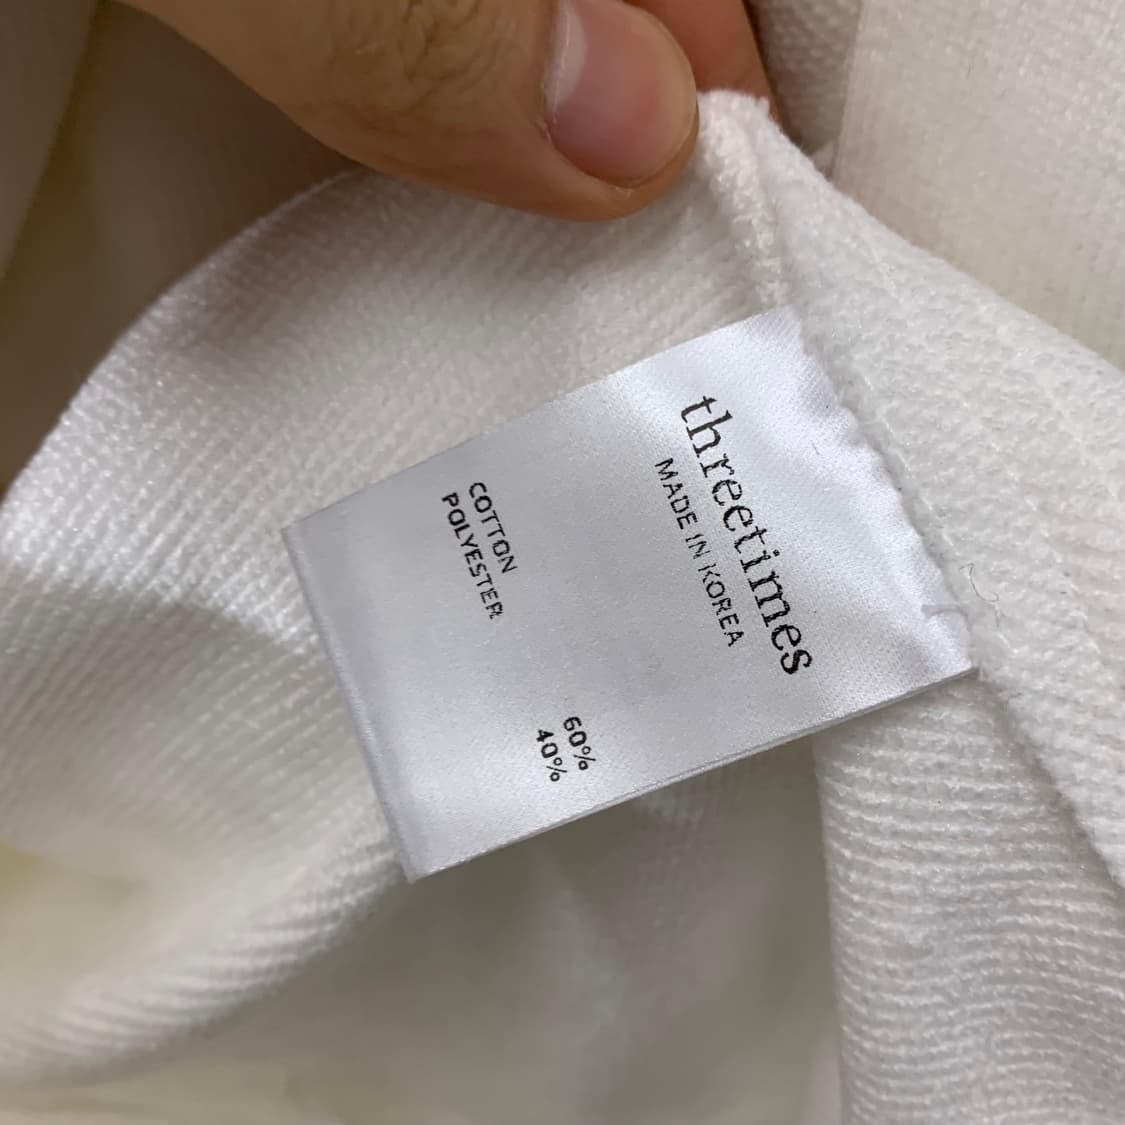 threetimes
MADE IN KOREA
COTTON 60%
POLYESTER 40%